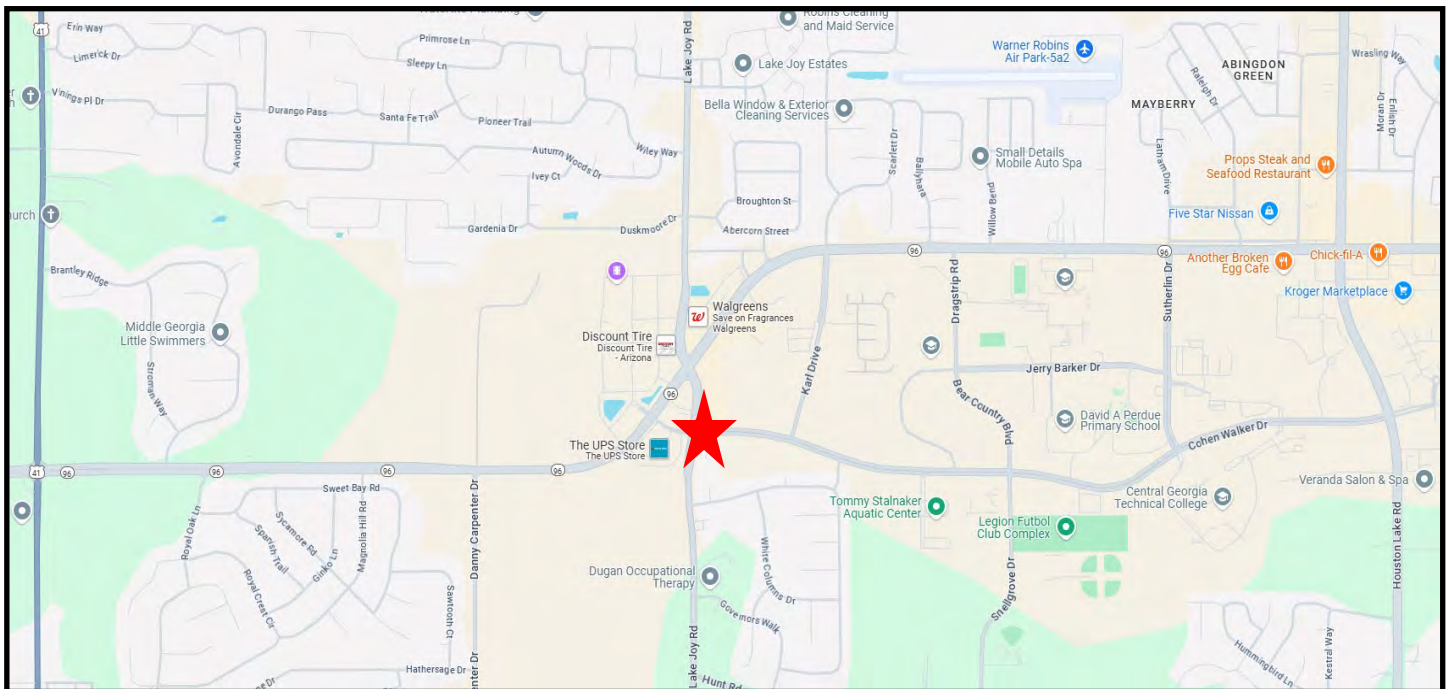 Robins Cleaning
and Maid Service
41
Erin Way
Limerick Dr
Primrose Ln
Sleepy Ln
Lake Joy Rd
Lake Joy Estates
Warner Robins
Air Park-5a2
ABINGDON
GREEN
Wrasling Way
Raleigh Dr
MAYBERRY
Moran Dr
Enlish Dr
Vinings Pl Dr
Durango Pass
Santa Fe Trail
Pioneer Trail
Avondale Cir
Wiley Way
Autumn Woods Dr
Ivey Ct
Bella Window & Exterior
Cleaning Services
Scarlett Dr
Ballyhara
Small Details
Mobile Auto Spa
Willow Bend
Latham Drive
Props Steak and
Seafood Restaurant
Five Star Nissan
Broughton St
Abercorn Street
Gardenia Dr
Duskmoore Dr
96
96
Another Broken
Egg Cafe
Chick-fil-A
Kroger Marketplace
Brantley Ridge
Middle Georgia
Little Swimmers
Stroman Way
Walgreens
Save on Fragrances
Walgreens
Discount Tire
Discount Tire
- Arizona
Dragstrip Rd
Sutherlin Dr
Karl Drive
Jerry Barker Dr
Bear Country Blvd
David A Perdue
Primary School
Cohen Walker Dr
96
The UPS Store
The UPS Store
41
96
96
96
96
Sweet Bay Rd
Royal Oak Ln
Sycamore Rd
Spanish Trail
Ginko Ln
Magnolia Hill Rd
Royal Crest Cir
Danny Carpenter Dr
Sawtooth Ct
Hathersage Dr
Tommy Stalnaker
Aquatic Center
Legion Futbol
Club Complex
Central Georgia
Technical College
Veranda Salon & Spa
Houston Lake Rd
Dugan Occupational
Therapy
White Columns Dr
Governors Walk
Lake Joy Rd
Hunt Rd
Snellgrove Dr
Hummingbird Ln
Kestral Way